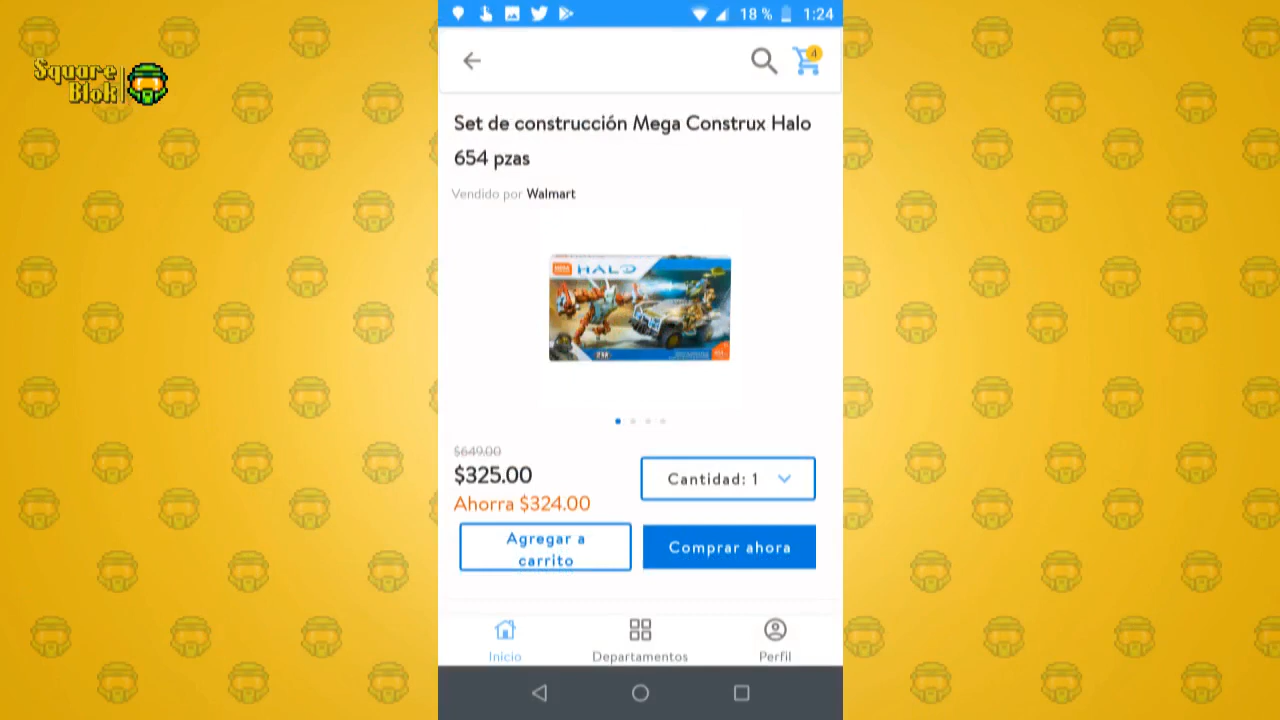 18 % 1:24
Square
Blok
4
Set de construcción Mega Construx Halo
654 pzas
Vendido por Walmart
HALO
$649.00
$325.00
Cantidad: 1
Ahorra $324.00
Agregar a
carrito
Comprar ahora
Inicio
Departamentos
Perfil